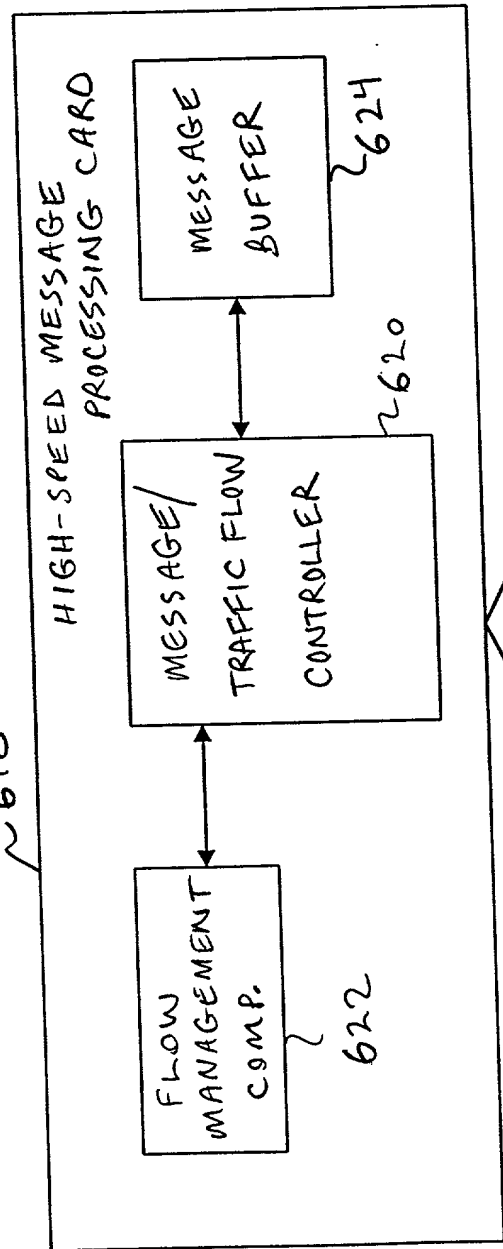 HIGH-SPEED MESSAGE
PROCESSING CARD
FLOW
MANAGEMENT
COMP.
622
MESSAGE/
TRAFFIC FLOW
CONTROLLER
620
MESSAGE
BUFFER
624